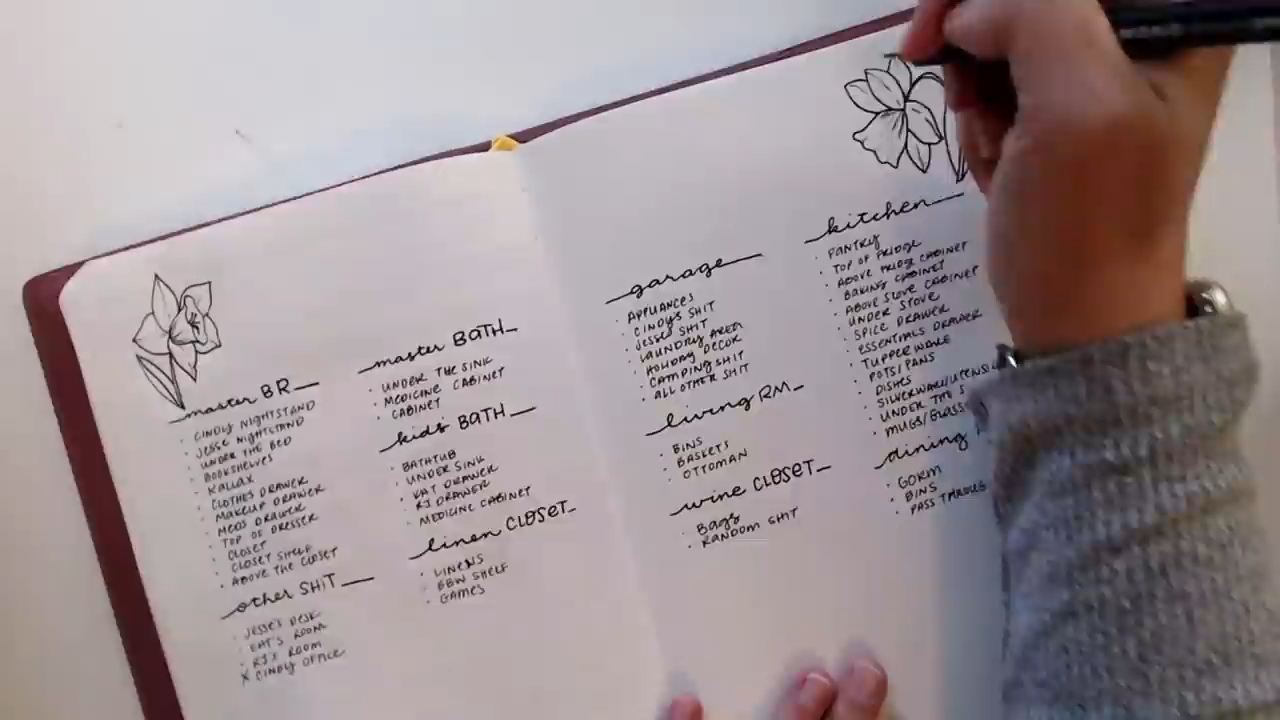 master BR
CINDY NIGHTSTAND
JESSE NIGHTSTAND
UNDER THE BED
BOOKSHELVES
KALLAX
CLOTHES DRAWER
MAKEUP DRAWER
MEDS DRAWER
TOP OF DRESSER
CLOSET
CLOSET SHELF
ABOVE THE CLOSET
other SHIT
JESSE'S DESK
KAT'S ROOM
RJ'S ROOM
X CINDY OFFICE
master BATH
UNDER THE SINK
MEDICINE CABINET
CABINET
kids BATH
BATHTUB
UNDER SINK
KAT DRAWER
RJ DRAWER
MEDICINE CABINET
linen CLOSET
LINENS
BBW SHELF
GAMES
garage
APPLIANCES
CINDY'S SHIT
JESSE'S SHIT
LAUNDRY AREA
HOLIDAY DECOR
CAMPING SHIT
ALL OTHER SHIT
living RM
BINS
BASKETS
OTTOMAN
wine CLOSET
BAGS
RANDOM SHIT
kitchen
PANTRY
TOP OF FRIDGE
ABOVE FRIDGE CABINET
BAKING CABINET
ABOVE STOVE CABINET
UNDER STOVE
SPICE DRAWER
ESSENTIALS DRAWER
TUPPERWARE
POTS/PANS
DISHES
SILVERWARE/UTENSIL
UNDER THE S
MUGS/GLASS
dining
GORM
BINS
PASS THROUG